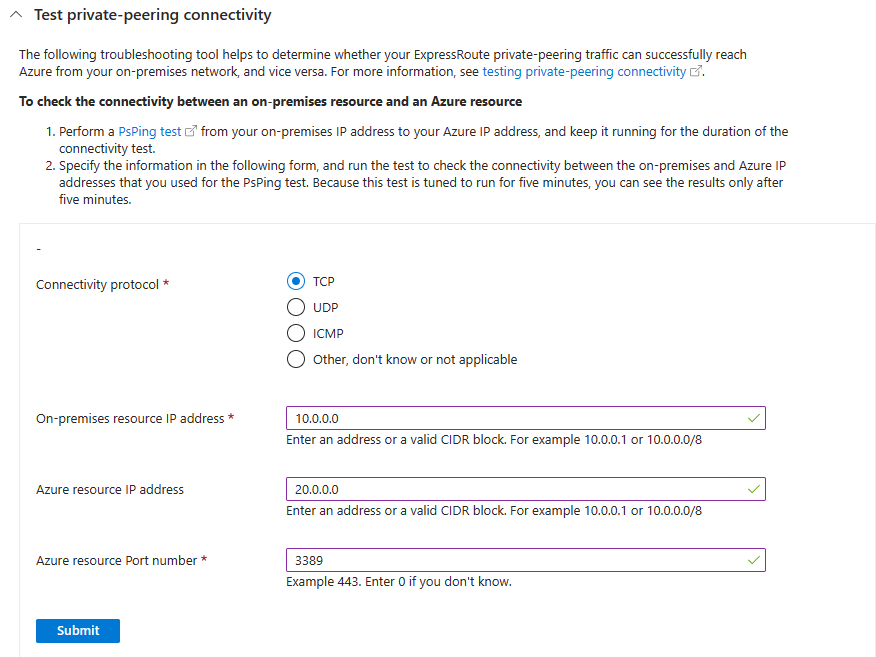 Test private-peering connectivity
The following troubleshooting tool helps to determine whether your ExpressRoute private-peering traffic can successfully reach
Azure from your on-premises network, and vice versa. For more information, see testing private-peering connectivity.
To check the connectivity between an on-premises resource and an Azure resource
1. Perform a PsPing test from your on-premises IP address to your Azure IP address, and keep it running for the duration of the
connectivity test.
2. Specify the information in the following form, and run the test to check the connectivity between the on-premises and Azure IP
addresses that you used for the PsPing test. Because this test is tuned to run for five minutes, you can see the results only after
five minutes.
-
Connectivity protocol *
TCP
UDP
ICMP
Other, don't know or not applicable
On-premises resource IP address *
10.0.0.0
Enter an address or a valid CIDR block. For example 10.0.0.1 or 10.0.0.0/8
Azure resource IP address
20.0.0.0
Enter an address or a valid CIDR block. For example 10.0.0.1 or 10.0.0.0/8
Azure resource Port number *
3389
Example 443. Enter 0 if you don't know.
Submit